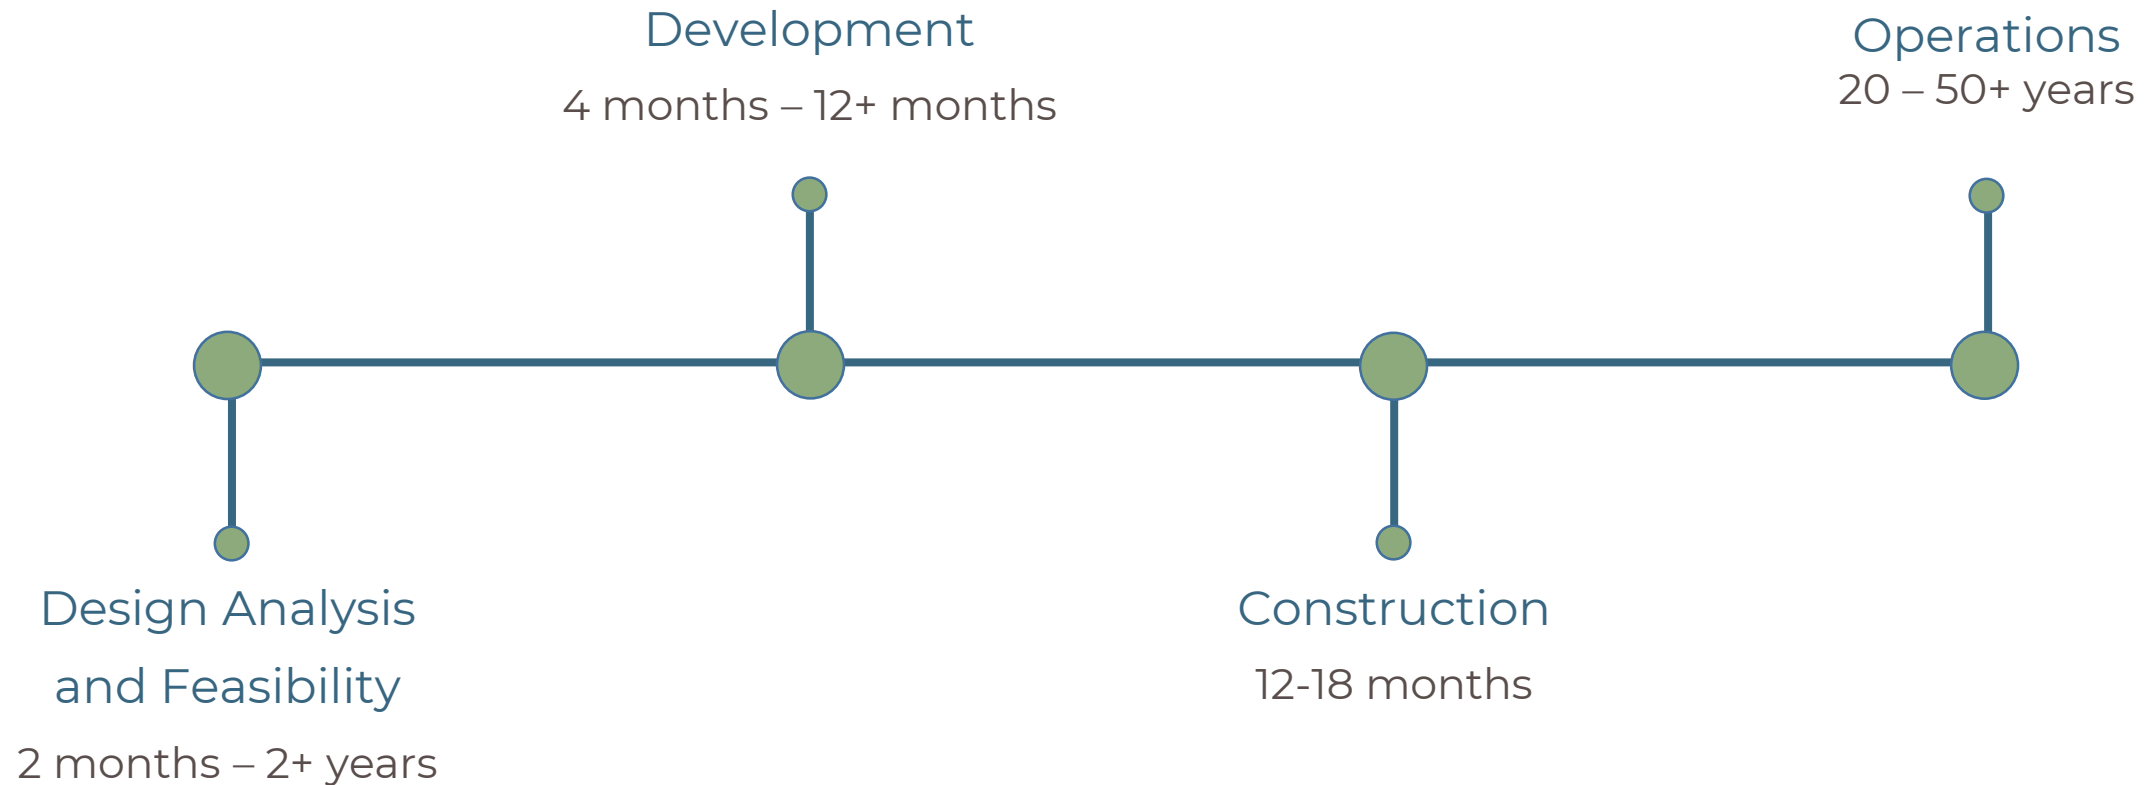 Development
4 months – 12+ months
Operations
20 – 50+ years
Design Analysis
and Feasibility
2 months – 2+ years
Construction
12-18 months